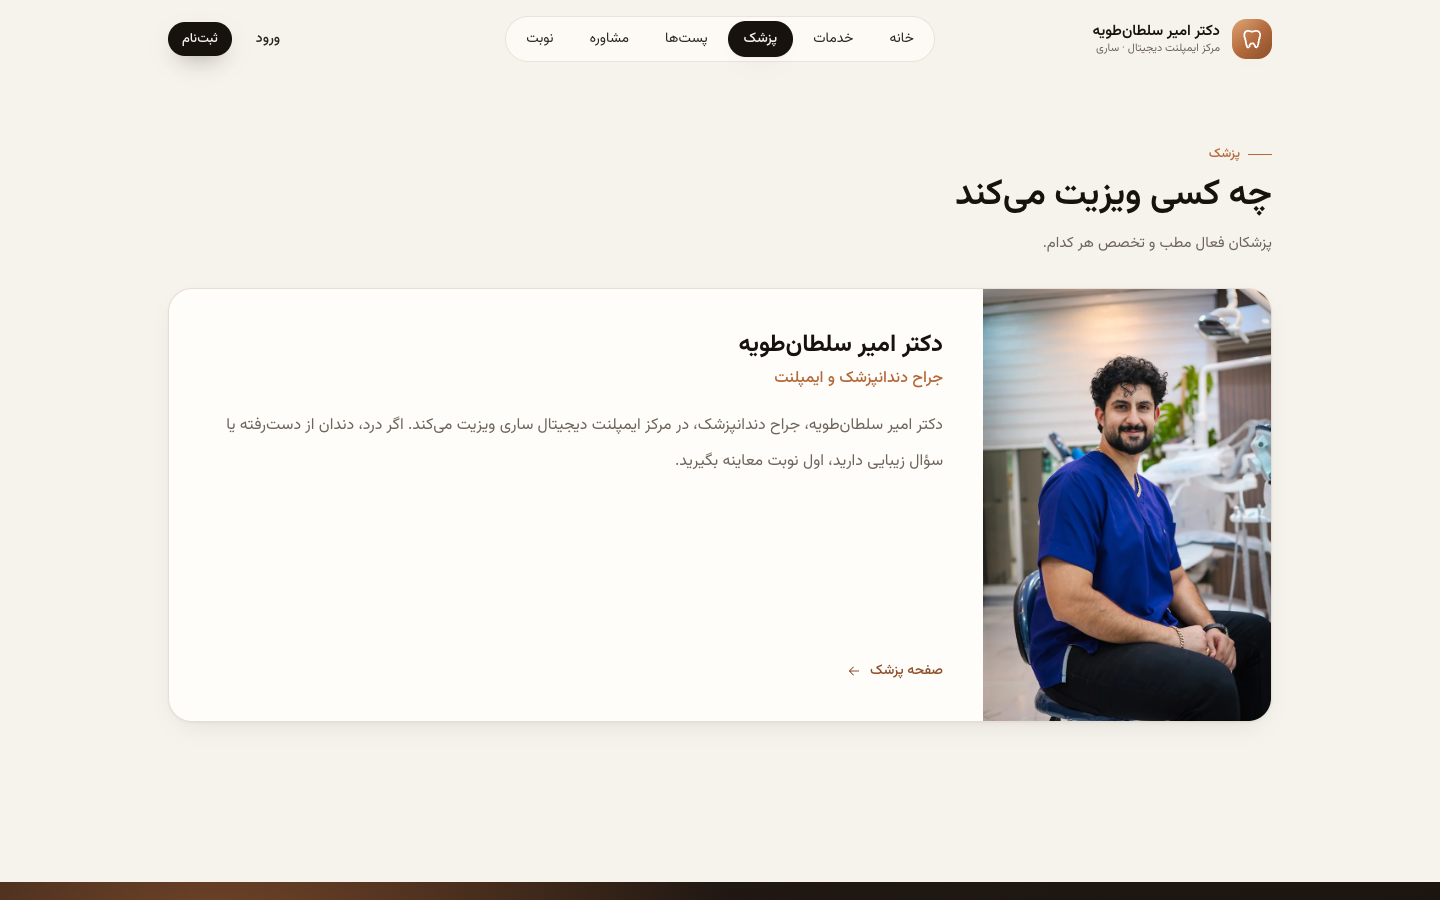 دکتر امیر سلطان‌طویه
مرکز ایمپلنت دیجیتال · ساری
خانه
خدمات
پزشک
پست‌ها
مشاوره
نوبت
ورود
ثبت‌نام
پزشک
چه کسی ویزیت می‌کند
پزشکان فعال مطب و تخصص هر کدام.
دکتر امیر سلطان‌طویه
جراح دندانپزشک و ایمپلنت
دکتر امیر سلطان‌طویه، جراح دندانپزشک، در مرکز ایمپلنت دیجیتال ساری ویزیت می‌کند. اگر درد، دندان از دست‌رفته یا
سؤال زیبایی دارید، اول نوبت معاینه بگیرید.
صفحه پزشک ←